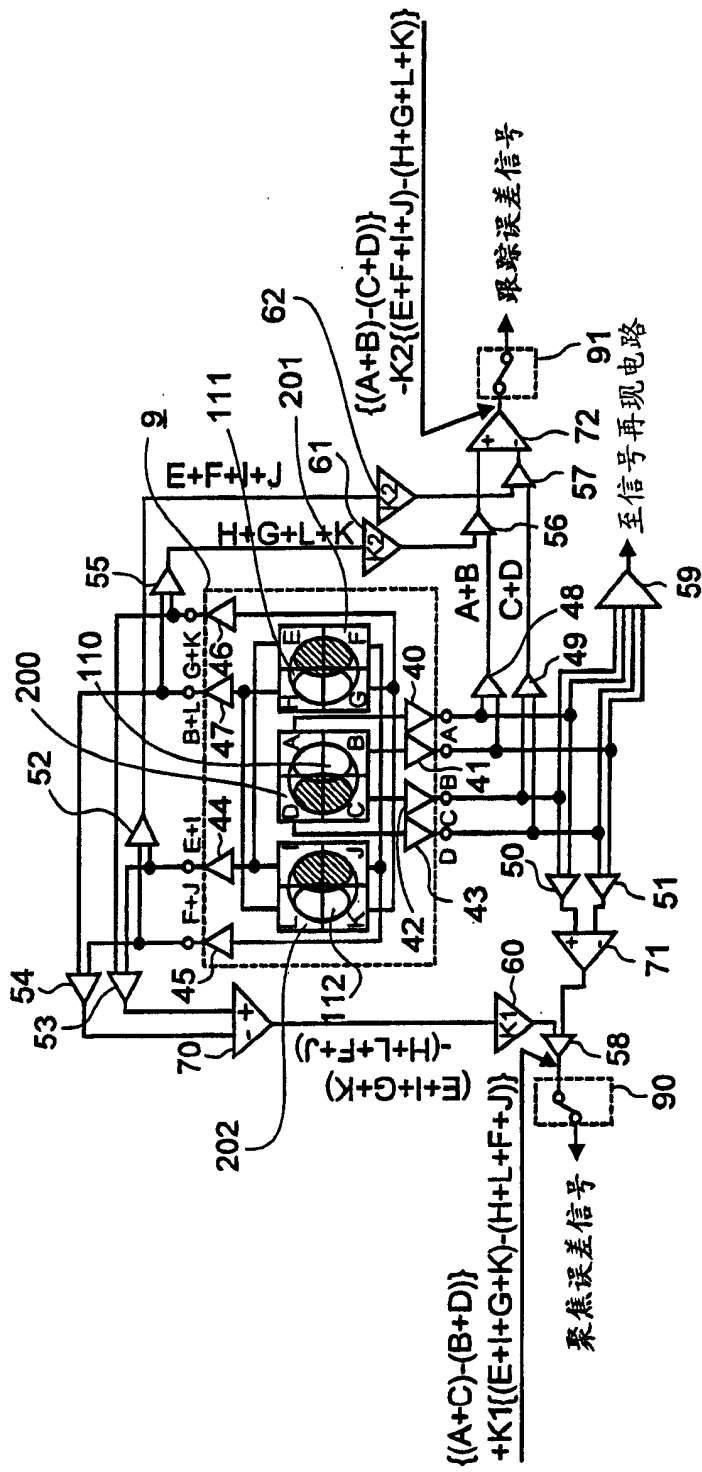 {(A+B)-(C+D)}
-K2{(E+F+I+J)-(H+G+L+K)}
跟踪误差信号
91
72
62
57
9
111
201
61
E+F+I+J
K2
H+G+L+K
K2
56
55
A+B
C+D
至信号再现电路
59
48
49
46
G+K
47
B+L
E
F
G
H
40
200
110
A
B
C
D
41
A
B
C
D
52
44
E+I
F+J
45
I
J
K
L
42
43
50
51
71
54
53
70
+
-
112
202
(E+I+G+K)
-(H+L+F+J)
60
K1
58
90
+
-
+
-
聚焦误差信号
{(A+C)-(B+D)}
+K1{(E+I+G+K)-(H+L+F+J)}